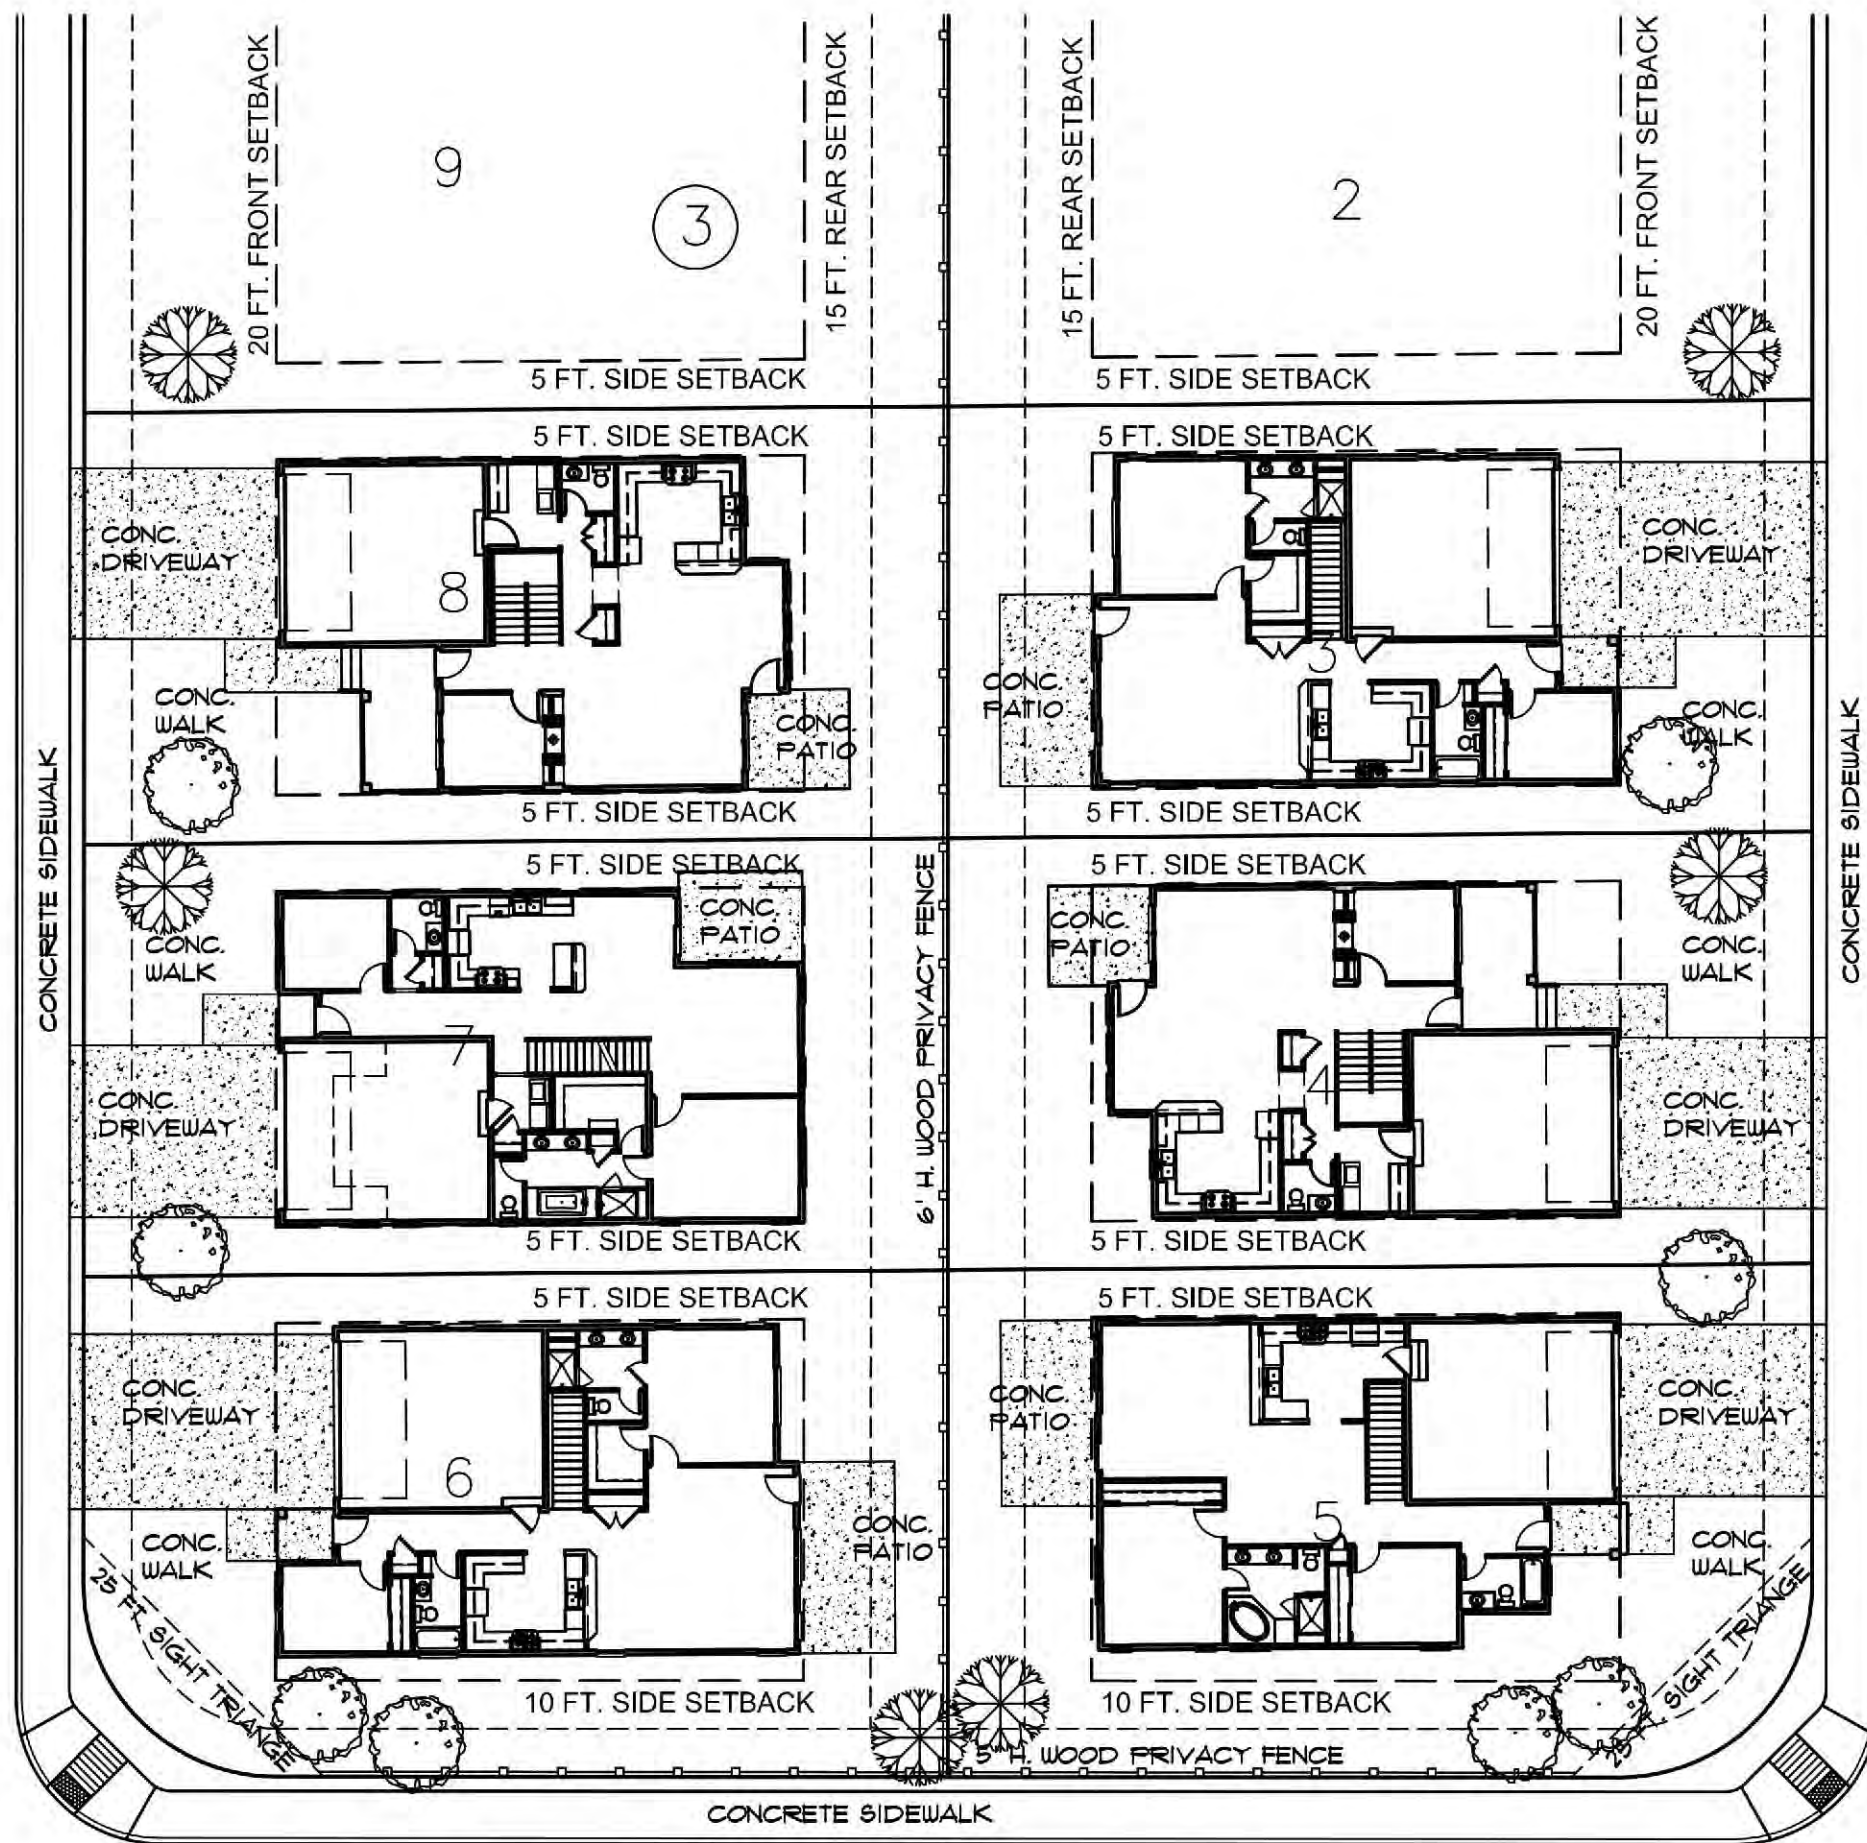 20 FT. FRONT SETBACK
9
3
15 FT. REAR SETBACK
15 FT. REAR SETBACK
2
20 FT. FRONT SETBACK
5 FT. SIDE SETBACK
5 FT. SIDE SETBACK
5 FT. SIDE SETBACK
5 FT. SIDE SETBACK
CONC.
DRIVEWAY
8
CONC.
WALK
CONC.
PATIO
CONC.
PATIO
3
CONC.
DRIVEWAY
CONC.
WALK
5 FT. SIDE SETBACK
5 FT. SIDE SETBACK
CONCRETE SIDEWALK
CONCRETE SIDEWALK
5 FT. SIDE SETBACK
5 FT. SIDE SETBACK
CONC.
WALK
CONC.
PATIO
7
CONC.
DRIVEWAY
6' H. WOOD PRIVACY FENCE
CONC.
PATIO
4
CONC.
WALK
CONC.
DRIVEWAY
5 FT. SIDE SETBACK
5 FT. SIDE SETBACK
5 FT. SIDE SETBACK
5 FT. SIDE SETBACK
CONC.
DRIVEWAY
6
CONC.
WALK
CONC.
PATIO
CONC.
PATIO
5
CONC.
DRIVEWAY
CONC.
WALK
25 FT. SIGHT TRIANGE
25 SIGHT TRIANGE
10 FT. SIDE SETBACK
10 FT. SIDE SETBACK
5' H. WOOD PRIVACY FENCE
CONCRETE SIDEWALK